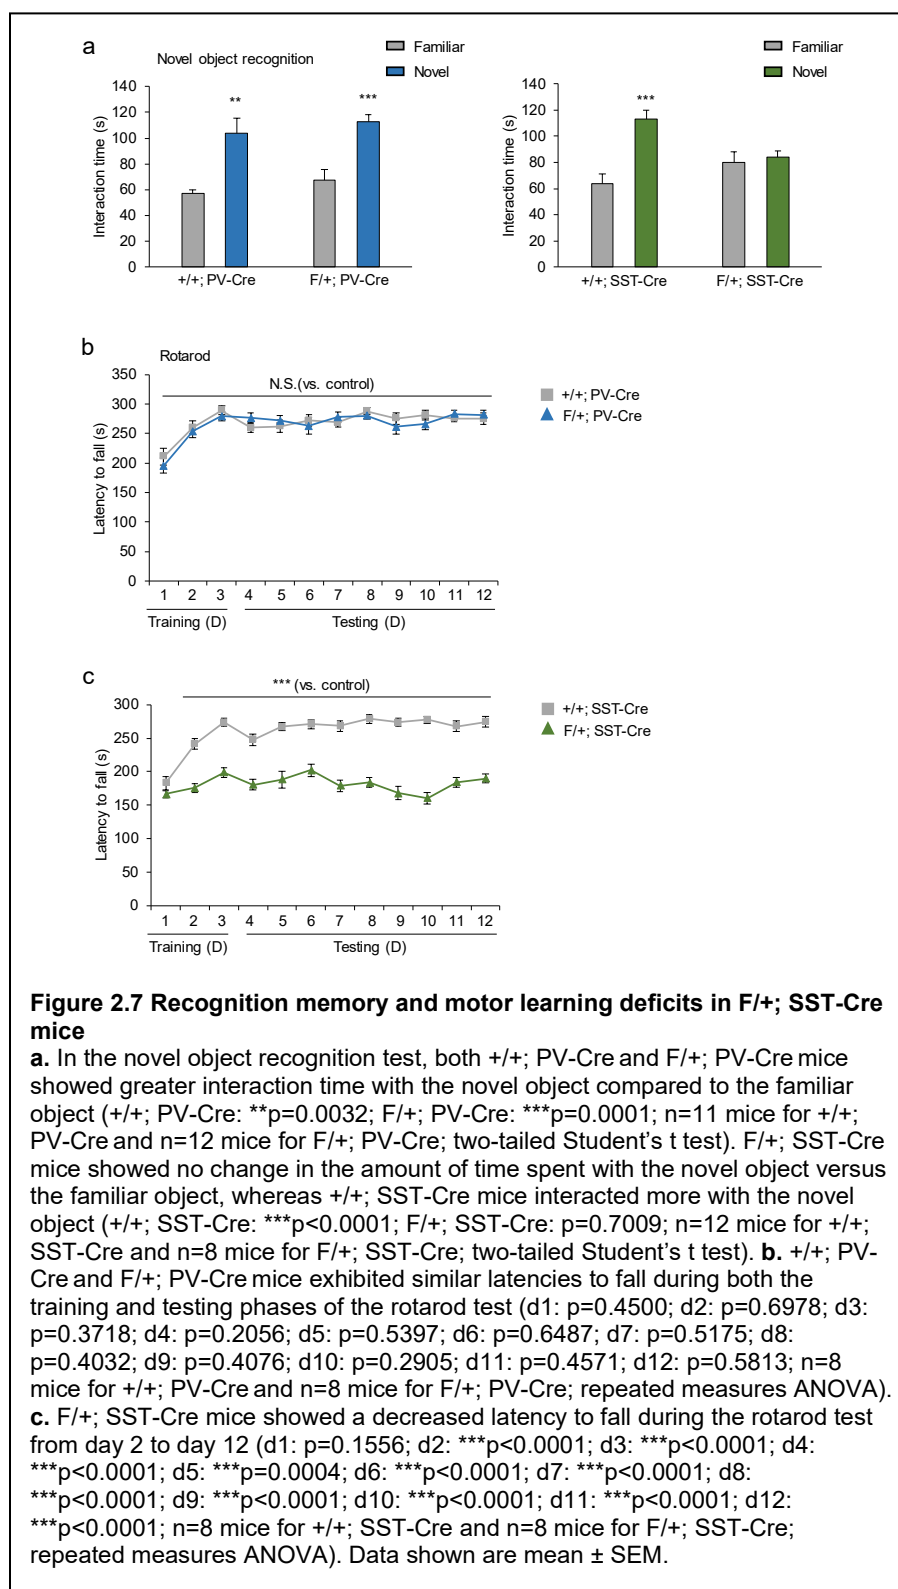 a
Novel object recognition
Familiar
Novel
Interaction time (s)
140
120
100
80
60
40
20
0
**
***
+/+; PV-Cre
F/+; PV-Cre
Familiar
Novel
Interaction time (s)
140
120
100
80
60
40
20
0
***
+/+; SST-Cre
F/+; SST-Cre
b
Rotarod
Latency to fall (s)
350
300
250
200
150
100
50
0
N.S.(vs. control)
+/+; PV-Cre
F/+; PV-Cre
1 2 3 4 5 6 7 8 9 10 11 12
Training (D)
Testing (D)
c
*** (vs. control)
Latency to fall (s)
300
250
200
150
100
50
0
+/+; SST-Cre
F/+; SST-Cre
1 2 3 4 5 6 7 8 9 10 11 12
Training (D)
Testing (D)
Figure 2.7 Recognition memory and motor learning deficits in F/+; SST-Cre
mice
a. In the novel object recognition test, both +/+; PV-Cre and F/+; PV-Cre mice
showed greater interaction time with the novel object compared to the familiar
object (+/+; PV-Cre: **p=0.0032; F/+; PV-Cre: ***p=0.0001; n=11 mice for +/+;
PV-Cre and n=12 mice for F/+; PV-Cre; two-tailed Student’s t test). F/+; SST-Cre
mice showed no change in the amount of time spent with the novel object versus
the familiar object, whereas +/+; SST-Cre mice interacted more with the novel
object (+/+; SST-Cre: ***p<0.0001; F/+; SST-Cre: p=0.7009; n=12 mice for +/+;
SST-Cre and n=8 mice for F/+; SST-Cre; two-tailed Student’s t test). b. +/+; PV-
Cre and F/+; PV-Cre mice exhibited similar latencies to fall during both the
training and testing phases of the rotarod test (d1: p=0.4500; d2: p=0.6978; d3:
p=0.3718; d4: p=0.2056; d5: p=0.5397; d6: p=0.6487; d7: p=0.5175; d8:
p=0.4032; d9: p=0.4076; d10: p=0.2905; d11: p=0.4571; d12: p=0.5813; n=8
mice for +/+; PV-Cre and n=8 mice for F/+; PV-Cre; repeated measures ANOVA).
c. F/+; SST-Cre mice showed a decreased latency to fall during the rotarod test
from day 2 to day 12 (d1: p=0.1556; d2: ***p<0.0001; d3: ***p<0.0001; d4:
***p<0.0001; d5: ***p=0.0004; d6: ***p<0.0001; d7: ***p<0.0001; d8:
***p<0.0001; d9: ***p<0.0001; d10: ***p<0.0001; d11: ***p<0.0001; d12:
***p<0.0001; n=8 mice for +/+; SST-Cre and n=8 mice for F/+; SST-Cre;
repeated measures ANOVA). Data shown are mean ± SEM.